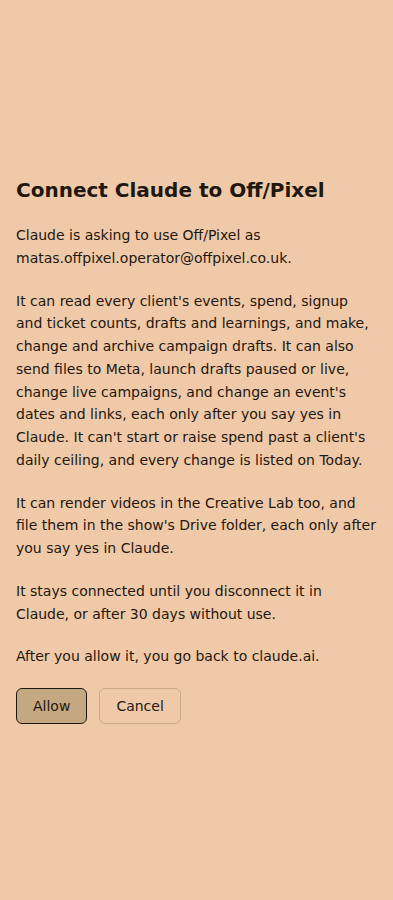 Connect Claude to Off/Pixel
Claude is asking to use Off/Pixel as
matas.offpixel.operator@offpixel.co.uk.
It can read every client's events, spend, signup
and ticket counts, drafts and learnings, and make,
change and archive campaign drafts. It can also
send files to Meta, launch drafts paused or live,
change live campaigns, and change an event's
dates and links, each only after you say yes in
Claude. It can't start or raise spend past a client's
daily ceiling, and every change is listed on Today.
It can render videos in the Creative Lab too, and
file them in the show's Drive folder, each only after
you say yes in Claude.
It stays connected until you disconnect it in
Claude, or after 30 days without use.
After you allow it, you go back to claude.ai.
Allow
Cancel